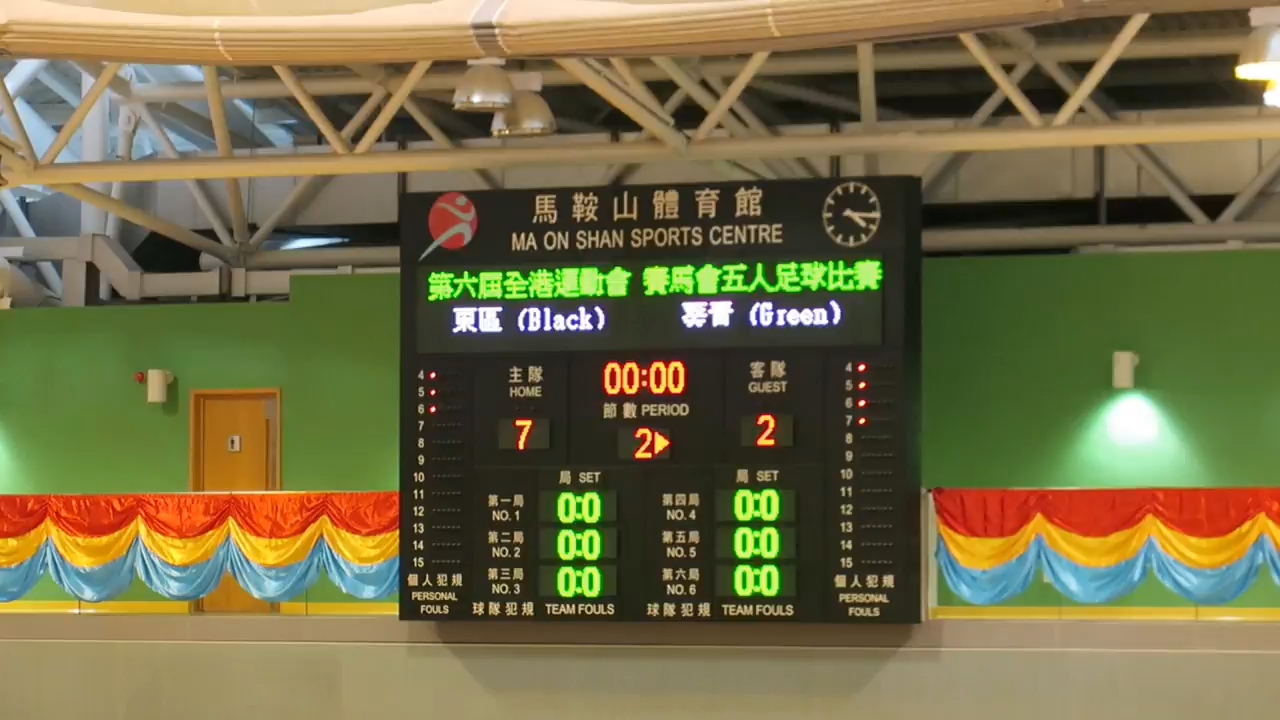 馬鞍山體育館
MA ON SHAN SPORTS CENTRE
第六屆全港運動會 賽馬會五人足球比賽
東區 (Black) 葵青 (Green)
主隊 00:00 客隊
HOME GUEST
節數 PERIOD
7 2 2
局 SET 局 SET
第一局 NO. 1 0:0 第四局 NO. 4 0:0
第二局 NO. 2 0:0 第五局 NO. 5 0:0
第三局 NO. 3 0:0 第六局 NO. 6 0:0
球隊犯規 TEAM FOULS 球隊犯規 TEAM FOULS
4
5
6
7
8
9
10
11
12
13
14
15
個人犯規
PERSONAL
FOULS
4
5
6
7
8
9
10
11
12
13
14
15
個人犯規
PERSONAL
FOULS